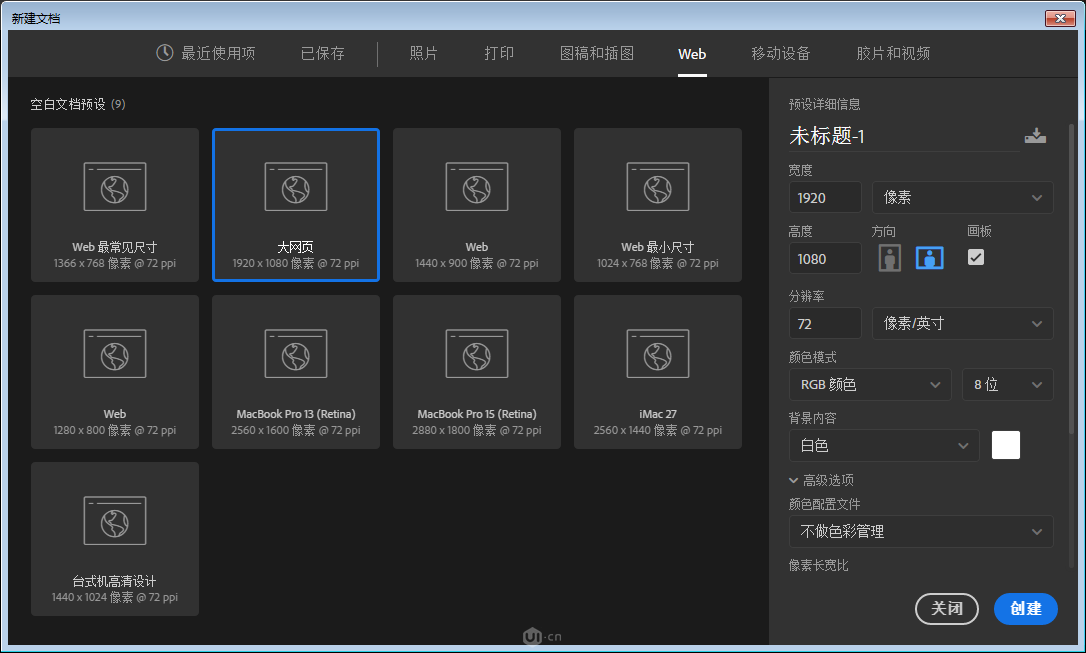 新建文档
最近使用项 已保存 照片 打印 图稿和插图 Web 移动设备 胶片和视频
空白文档预设 (9)
Web 最常见尺寸
1366 x 768 像素 @ 72 ppi
大网页
1920 x 1080 像素 @ 72 ppi
Web
1440 x 900 像素 @ 72 ppi
Web 最小尺寸
1024 x 768 像素 @ 72 ppi
Web
1280 x 800 像素 @ 72 ppi
MacBook Pro 13 (Retina)
2560 x 1600 像素 @ 72 ppi
MacBook Pro 15 (Retina)
2880 x 1800 像素 @ 72 ppi
iMac 27
2560 x 1440 像素 @ 72 ppi
台式机高清设计
1440 x 1024 像素 @ 72 ppi
预设详细信息
未标题-1
宽度
1920 像素
高度 方向 画板
1080
分辨率
72 像素/英寸
颜色模式
RGB 颜色 8 位
背景内容
白色
高级选项
颜色配置文件
不做色彩管理
像素长宽比
关闭 创建
UI·cn